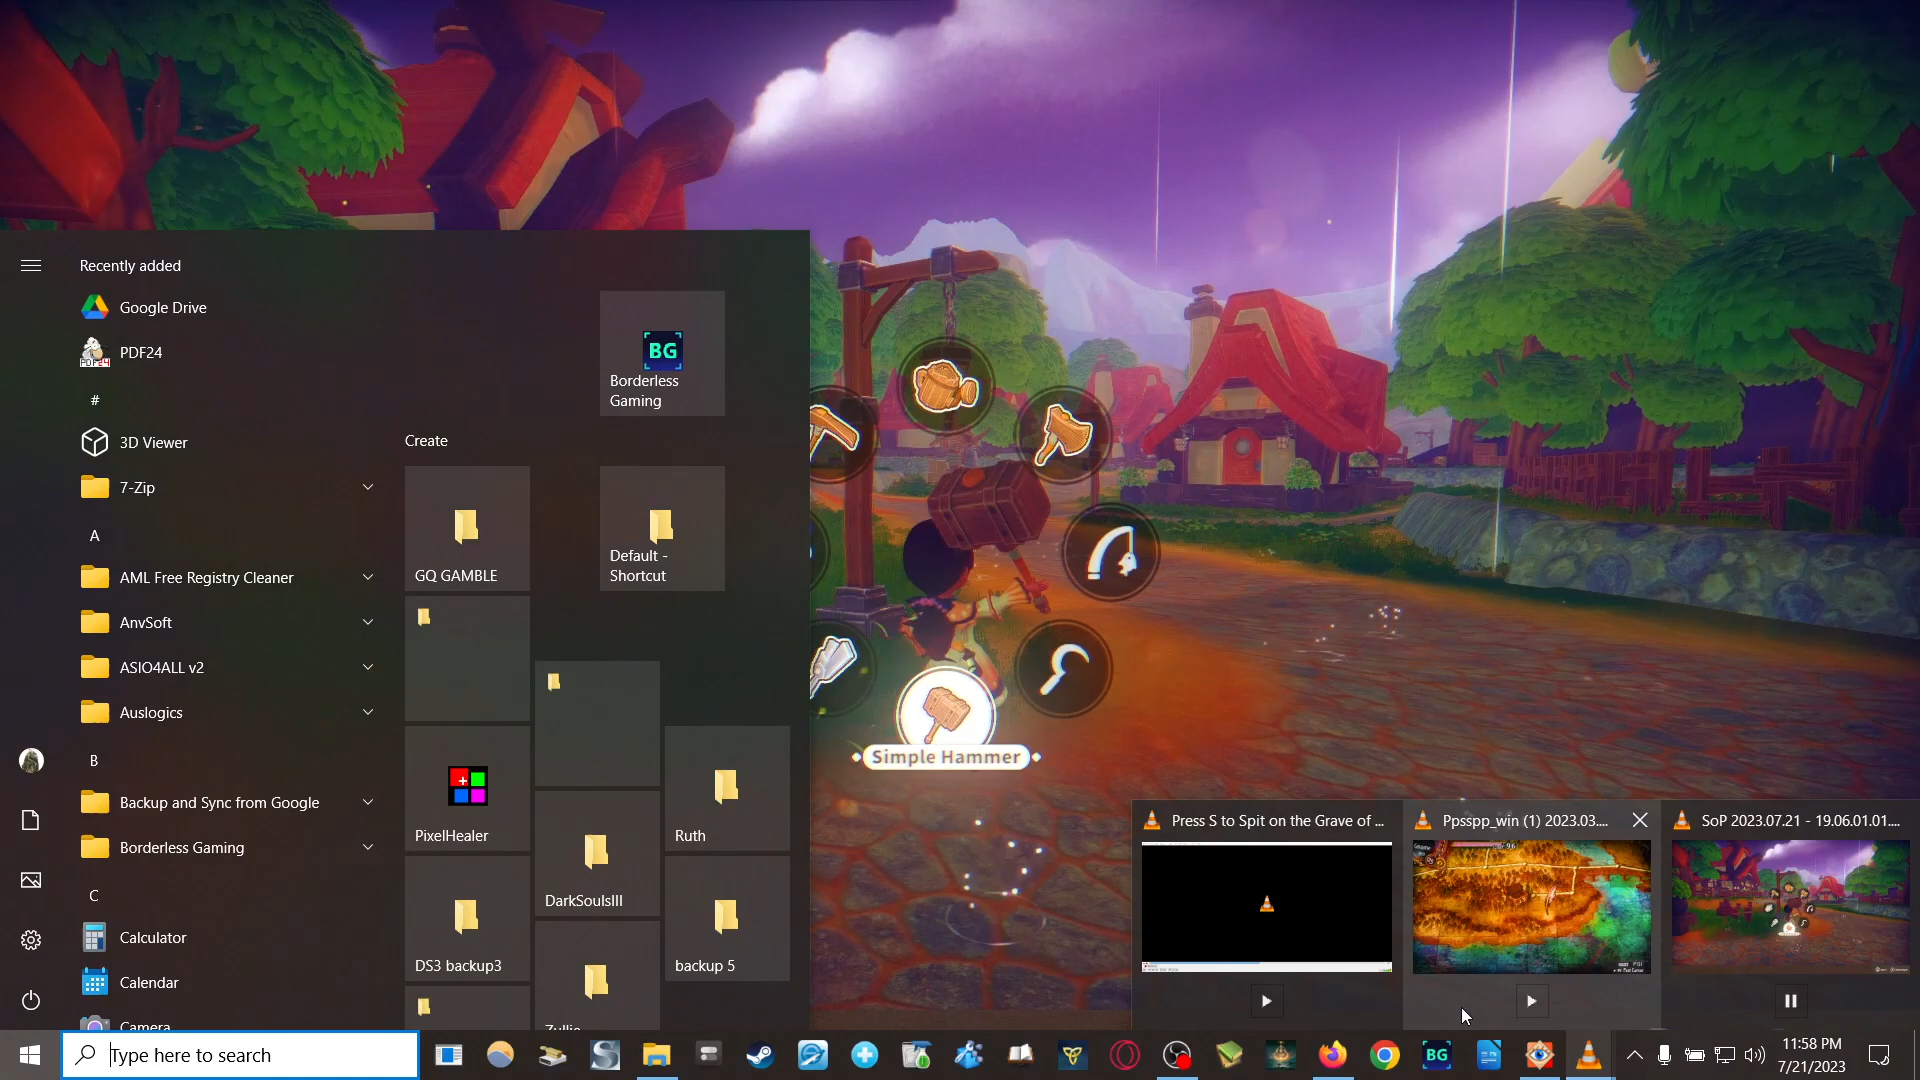 Recently added
Google Drive
PDF24
#
3D Viewer
7-Zip
A
AML Free Registry Cleaner
AnvSoft
ASIO4ALL v2
Auslogics
B
Backup and Sync from Google
Borderless Gaming
C
Calculator
Calendar
Camera
BG
Borderless
Gaming
Create
GQ GAMBLE
Default -
Shortcut
PixelHealer
Ruth
DarkSoulsIII
DS3 backup3
backup 5
Zullie
Simple Hammer
Press S to Spit on the Grave of ...
Ppsspp_win (1) 2023.03....
SoP 2023.07.21 - 19.06.01.01....
Type here to search
BG
11:58 PM
7/21/2023